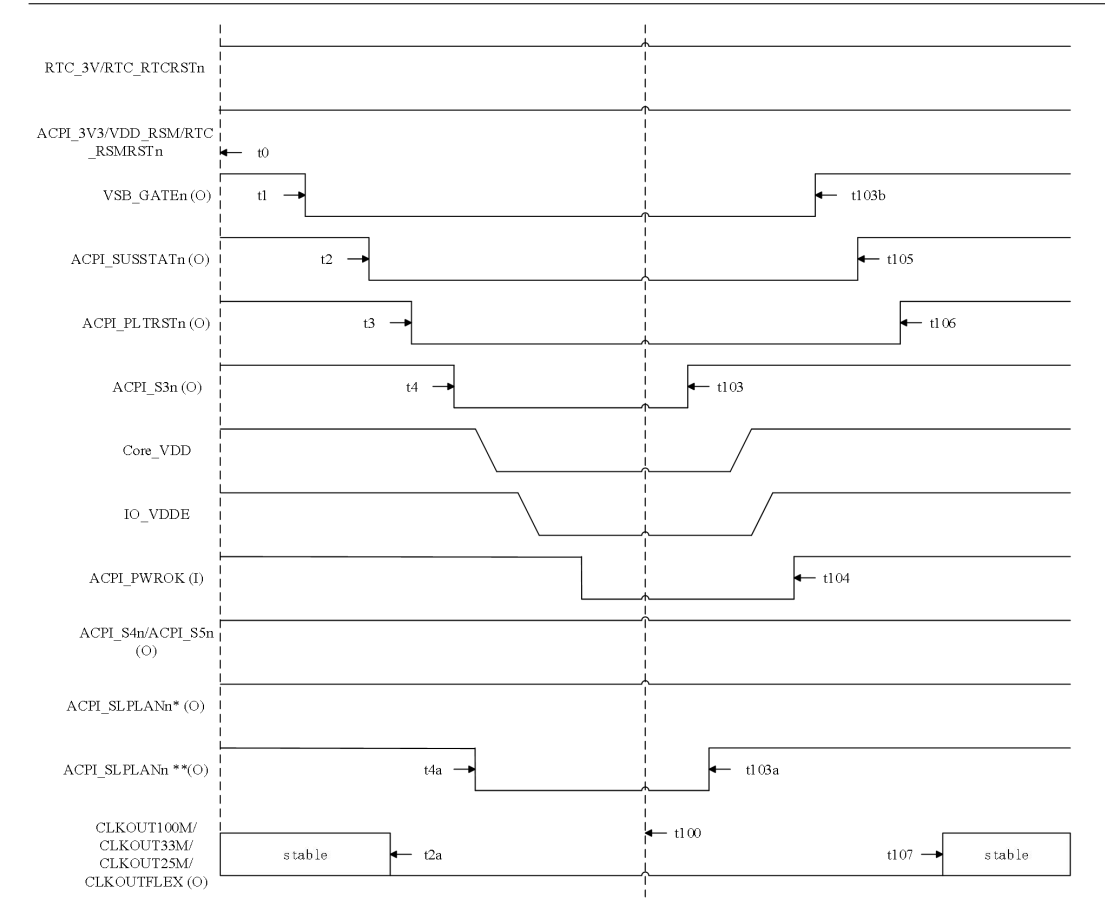 RTC_3V/RTC_RTCRSTn
ACPI_3V3/VDD_RSM/RTC
_RSMRSTn
t0
VSB_GATEn (O)
t1
t103b
ACPI_SUSSTATn (O)
t2
t105
ACPI_PLTRSTn (O)
t3
t106
ACPI_S3n (O)
t4
t103
Core_VDD
IO_VDDE
ACPI_PWROK (I)
t104
ACPI_S4n/ACPI_S5n
(O)
ACPI_SLPLANn* (O)
ACPI_SLPLANn **(O)
t4a
t103a
CLKOUT100M/
CLKOUT33M/
CLKOUT25M/
CLKOUTFLEX (O)
stable
t2a
t100
t107
stable